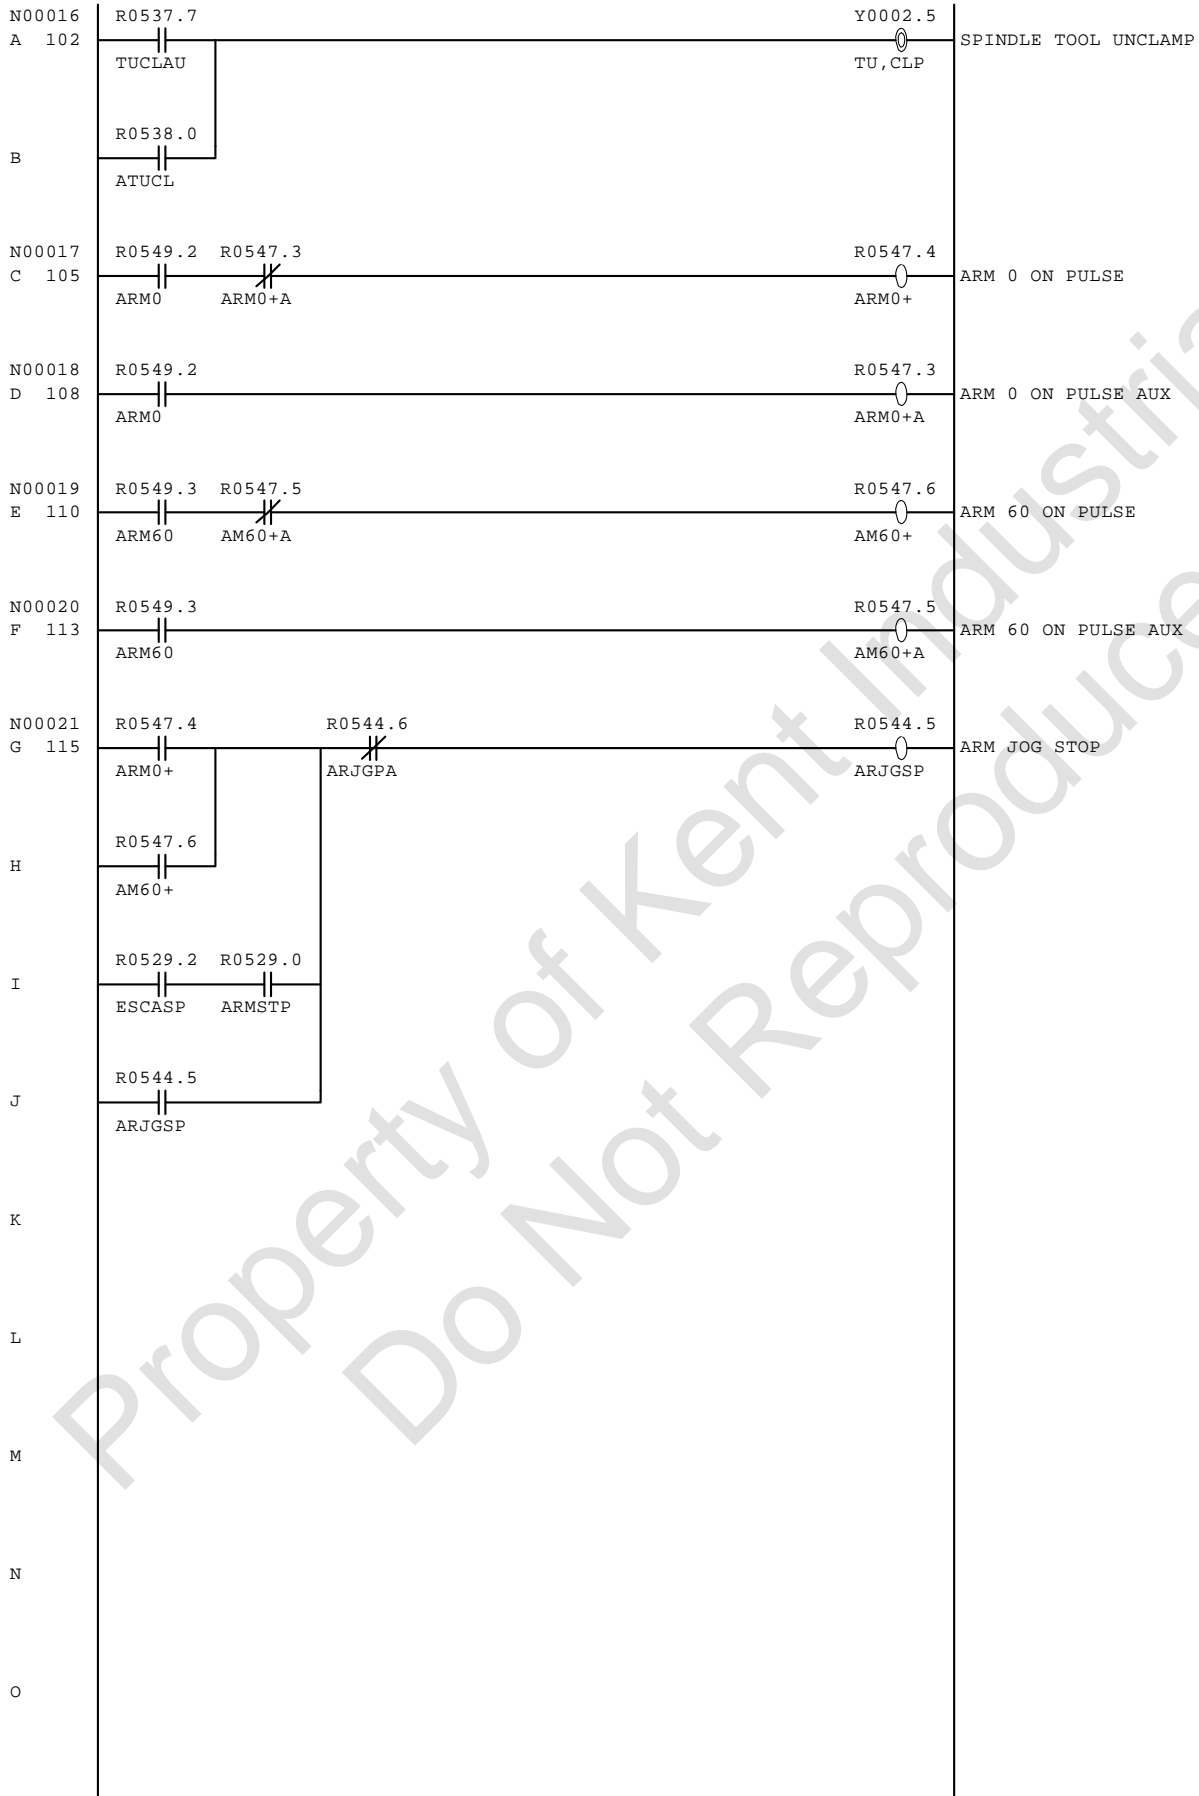 N00016 R0537.7 Y0002.5
A 102 SPINDLE TOOL UNCLAMP
TUCLAU TU,CLP
R0538.0
B
ATUCL
N00017 R0549.2 R0547.3 R0547.4
C 105 ARM 0 ON PULSE
ARM0 ARM0+A ARM0+
N00018 R0549.2 R0547.3
D 108 ARM 0 ON PULSE AUX
ARM0 ARM0+A
N00019 R0549.3 R0547.5 R0547.6
E 110 ARM 60 ON PULSE
ARM60 AM60+A AM60+
N00020 R0549.3 R0547.5
F 113 ARM 60 ON PULSE AUX
ARM60 AM60+A
N00021 R0547.4 R0544.6 R0544.5
G 115 ARM JOG STOP
ARM0+ ARJGPA ARJGSP
R0547.6
H
AM60+
R0529.2 R0529.0
I
ESCASP ARMSTP
R0544.5
J
ARJGSP
K
L
M
N
O
Property of Kent
Do Not